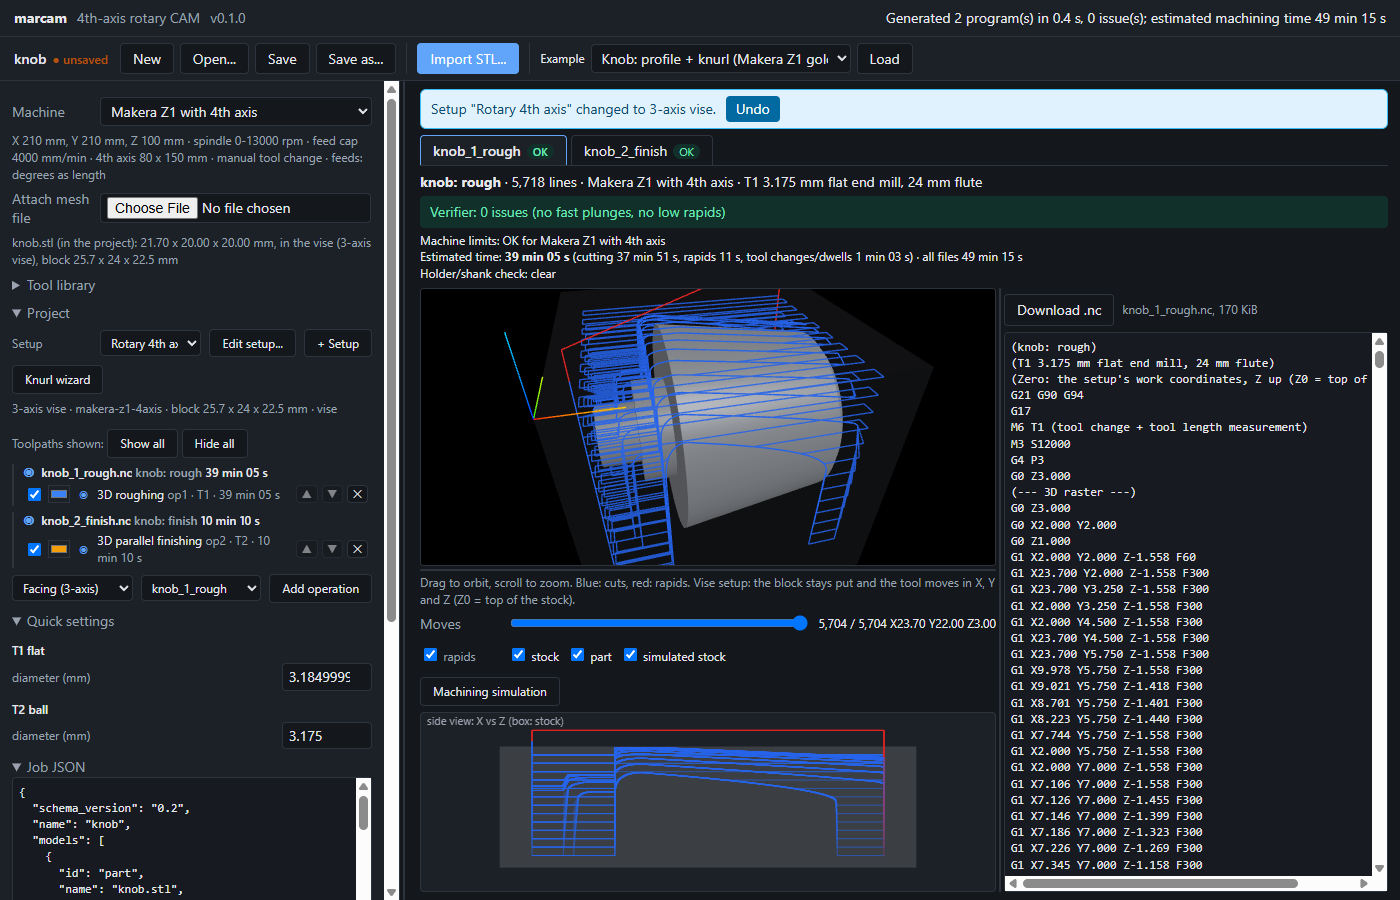 marcam 4th-axis rotary CAM v0.1.0
Generated 2 program(s) in 0.4 s, 0 issue(s); estimated machining time 49 min 15 s
knob • unsaved New Open... Save Save as... Import STL... Example Knob: profile + knurl (Makera Z1 gol Load
Machine Makera Z1 with 4th axis
X 210 mm, Y 210 mm, Z 100 mm · spindle 0-13000 rpm · feed cap
4000 mm/min · 4th axis 80 x 150 mm · manual tool change · feeds:
degrees as length
Attach mesh
file
Choose File No file chosen
knob.stl (in the project): 21.70 x 20.00 x 20.00 mm, in the vise (3-axis
vise), block 25.7 x 24 x 22.5 mm
Tool library
Project
Setup Rotary 4th ax Edit setup... + Setup
Knurl wizard
3-axis vise · makera-z1-4axis · block 25.7 x 24 x 22.5 mm · vise
Toolpaths shown: Show all Hide all
knob_1_rough.nc knob: rough 39 min 05 s
3D roughing op1 · T1 · 39 min 05 s
knob_2_finish.nc knob: finish 10 min 10 s
3D parallel finishing op2 · T2 · 10
min 10 s
Facing (3-axis) knob_1_rough Add operation
Quick settings
T1 flat
diameter (mm) 3.184999
T2 ball
diameter (mm) 3.175
Job JSON
{
"schema_version": "0.2",
"name": "knob",
"models": [
{
"id": "part",
"name": "knob.stl",
Setup "Rotary 4th axis" changed to 3-axis vise. Undo
knob_1_rough OK knob_2_finish OK
knob: rough · 5,718 lines · Makera Z1 with 4th axis · T1 3.175 mm flat end mill, 24 mm flute
Verifier: 0 issues (no fast plunges, no low rapids)
Machine limits: OK for Makera Z1 with 4th axis
Estimated time: 39 min 05 s (cutting 37 min 51 s, rapids 11 s, tool changes/dwells 1 min 03 s) · all files 49 min 15 s
Holder/shank check: clear
Drag to orbit, scroll to zoom. Blue: cuts, red: rapids. Vise setup: the block stays put and the tool moves in X, Y
and Z (Z0 = top of the stock).
Moves 5,704 / 5,704 X23.70 Y22.00 Z3.00
rapids stock part simulated stock
Machining simulation
side view: X vs Z (box: stock)
Download .nc knob_1_rough.nc, 170 KiB
(knob: rough)
(T1 3.175 mm flat end mill, 24 mm flute)
(Zero: the setup's work coordinates, Z up (Z0 = top of
G21 G90 G94
G17
M6 T1 (tool change + tool length measurement)
M3 S12000
G4 P3
G0 Z3.000
(--- 3D raster ---)
G0 Z3.000
G0 X2.000 Y2.000
G0 Z1.000
G1 X2.000 Y2.000 Z-1.558 F60
G1 X23.700 Y2.000 Z-1.558 F300
G1 X23.700 Y3.250 Z-1.558 F300
G1 X2.000 Y3.250 Z-1.558 F300
G1 X2.000 Y4.500 Z-1.558 F300
G1 X23.700 Y4.500 Z-1.558 F300
G1 X23.700 Y5.750 Z-1.558 F300
G1 X9.978 Y5.750 Z-1.558 F300
G1 X9.021 Y5.750 Z-1.418 F300
G1 X8.701 Y5.750 Z-1.401 F300
G1 X8.223 Y5.750 Z-1.440 F300
G1 X7.744 Y5.750 Z-1.558 F300
G1 X2.000 Y5.750 Z-1.558 F300
G1 X2.000 Y7.000 Z-1.558 F300
G1 X7.106 Y7.000 Z-1.558 F300
G1 X7.126 Y7.000 Z-1.455 F300
G1 X7.146 Y7.000 Z-1.399 F300
G1 X7.186 Y7.000 Z-1.323 F300
G1 X7.226 Y7.000 Z-1.269 F300
G1 X7.345 Y7.000 Z-1.158 F300